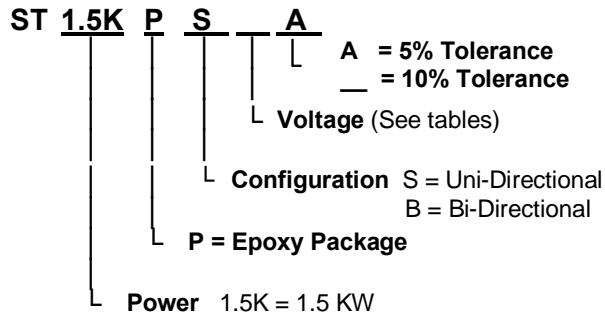 ST 1.5K P S __ A
A = 5% Tolerance
__ = 10% Tolerance
Voltage (See tables)
Configuration S = Uni-Directional
B = Bi-Directional
P = Epoxy Package
Power 1.5K = 1.5 KW